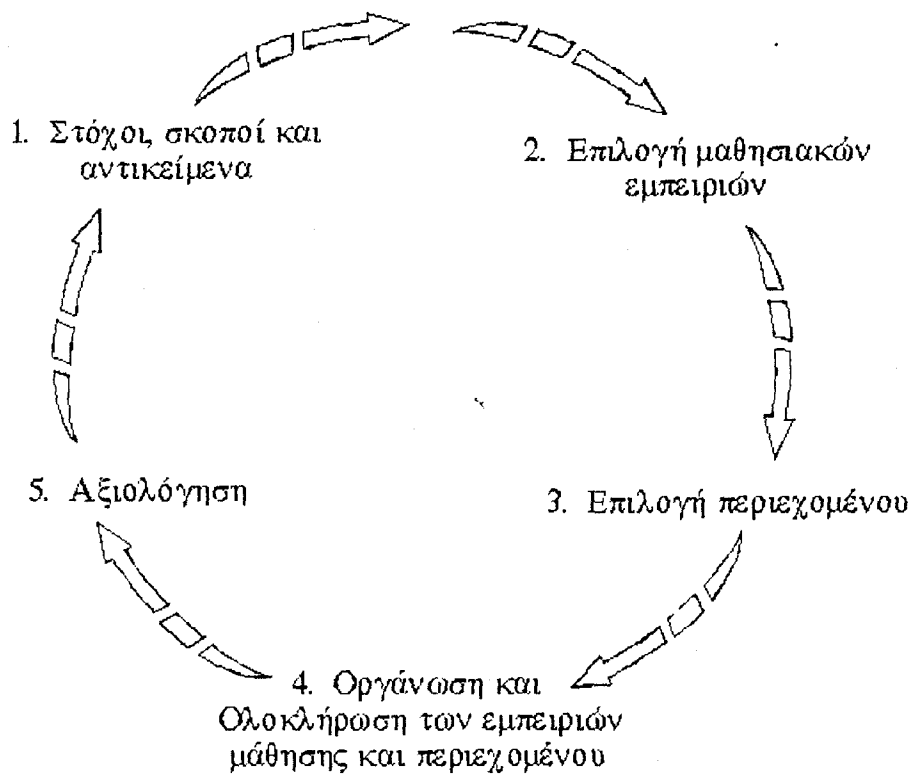 1. Στόχοι, σκοποί και
αντικείμενα
2. Επιλογή μαθησιακών
εμπειριών
3. Επιλογή περιεχομένου
4. Οργάνωση και
Ολοκλήρωση των εμπειριών
μάθησης και περιεχομένου
5. Αξιολόγηση